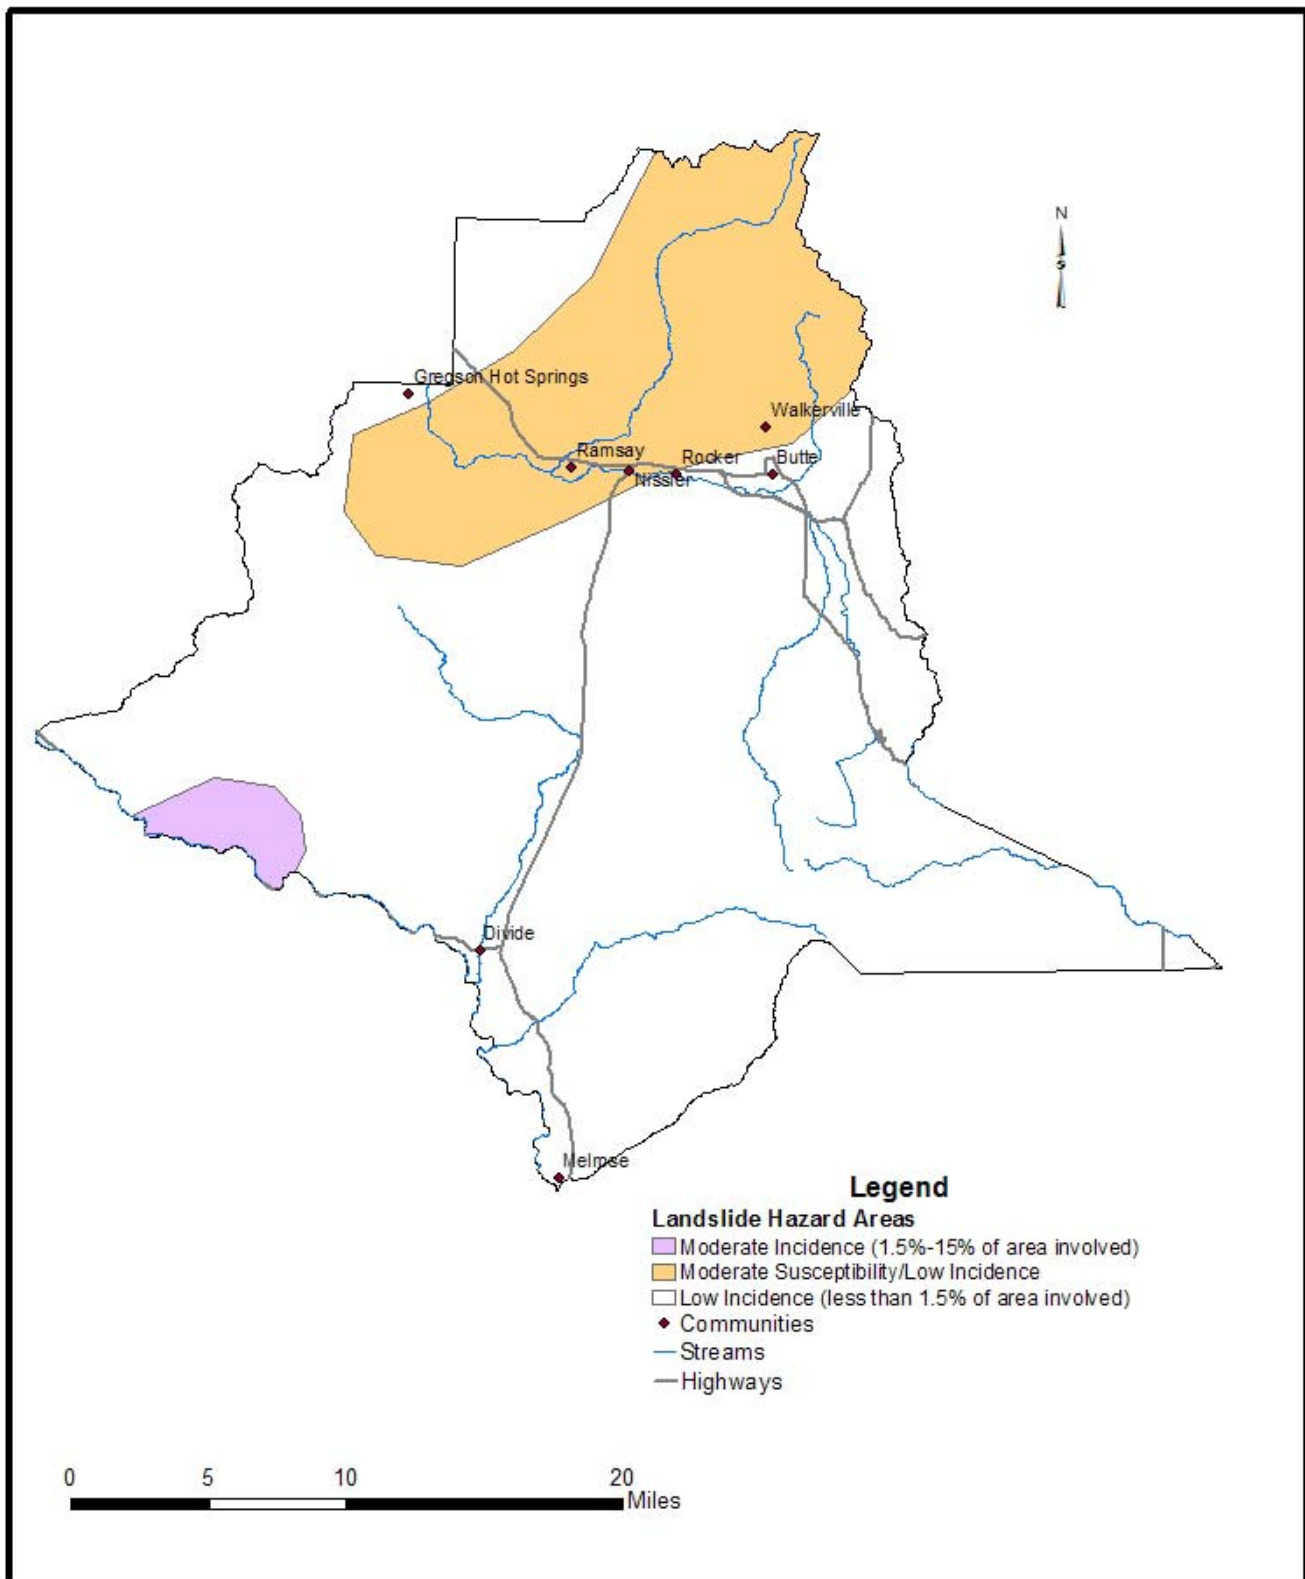 N
S
Gregson Hot Springs
Walkerville
Ramsay
Rocker
Butte
Nissler
Divide
Melrose
Legend
Landslide Hazard Areas
Moderate Incidence (1.5%-15% of area involved)
Moderate Susceptibility/Low Incidence
Low Incidence (less than 1.5% of area involved)
Communities
Streams
Highways
0 5 10 20
Miles